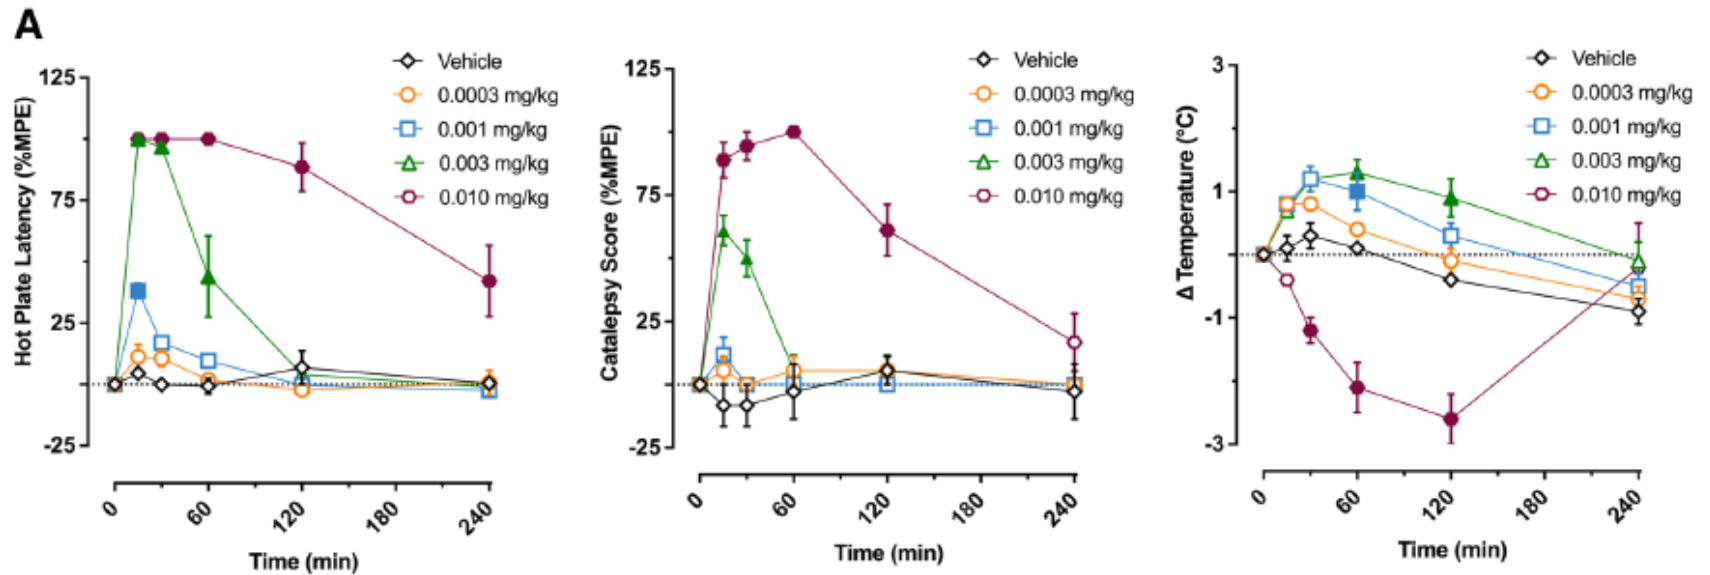 A
Hot Plate Latency (%MPE)
125
75
25
-25
0
60
120
180
240
Time (min)
Vehicle
0.0003 mg/kg
0.001 mg/kg
0.003 mg/kg
0.010 mg/kg
Catalepsy Score (%MPE)
125
75
25
-25
0
60
120
180
240
Time (min)
Vehicle
0.0003 mg/kg
0.001 mg/kg
0.003 mg/kg
0.010 mg/kg
Δ Temperature (°C)
3
1
-1
-3
0
60
120
180
240
Time (min)
Vehicle
0.0003 mg/kg
0.001 mg/kg
0.003 mg/kg
0.010 mg/kg